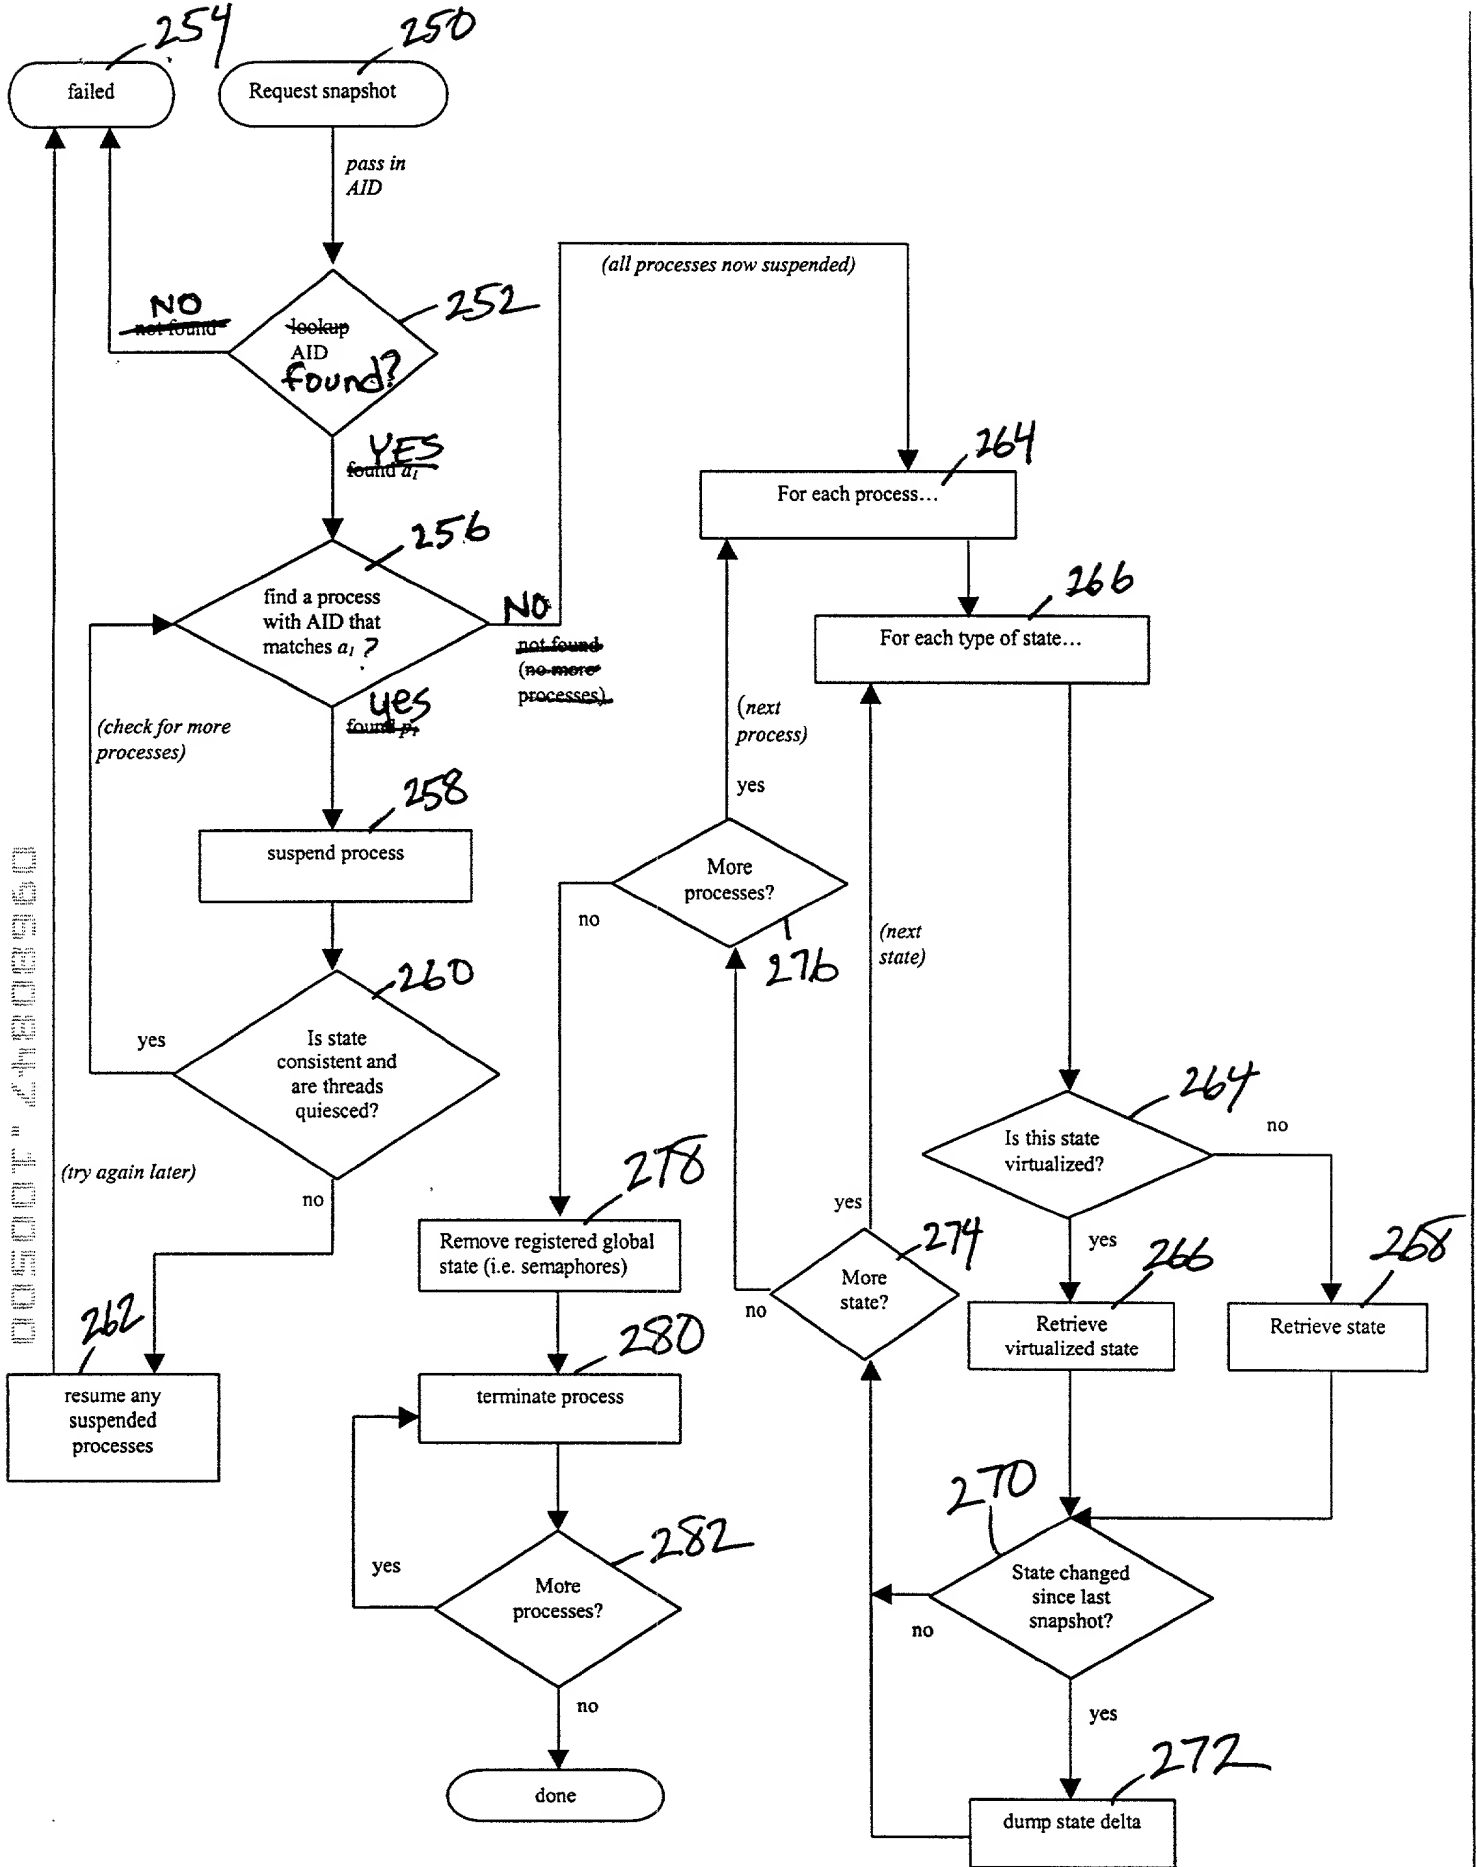 254
250
failed
Request snapshot
pass in
AID
(all processes now suspended)
NO
not found
252
lookup
AID
found?
YES
found a₁
264
For each process...
256
find a process
with AID that
matches a₁ ?
NO
not found
(no more
processes)
266
For each type of state...
yes
found p₁
(check for more
processes)
(next
process)
yes
258
suspend process
More
processes?
no
276
(next
state)
260
Is state
consistent and
are threads
quiesced?
yes
no
(try again later)
264
Is this state
virtualized?
no
yes
278
Remove registered global
state (i.e. semaphores)
yes
274
More
state?
no
266
Retrieve
virtualized state
268
Retrieve state
262
resume any
suspended
processes
280
terminate process
270
State changed
since last
snapshot?
no
yes
282
More
processes?
yes
no
done
272
dump state delta